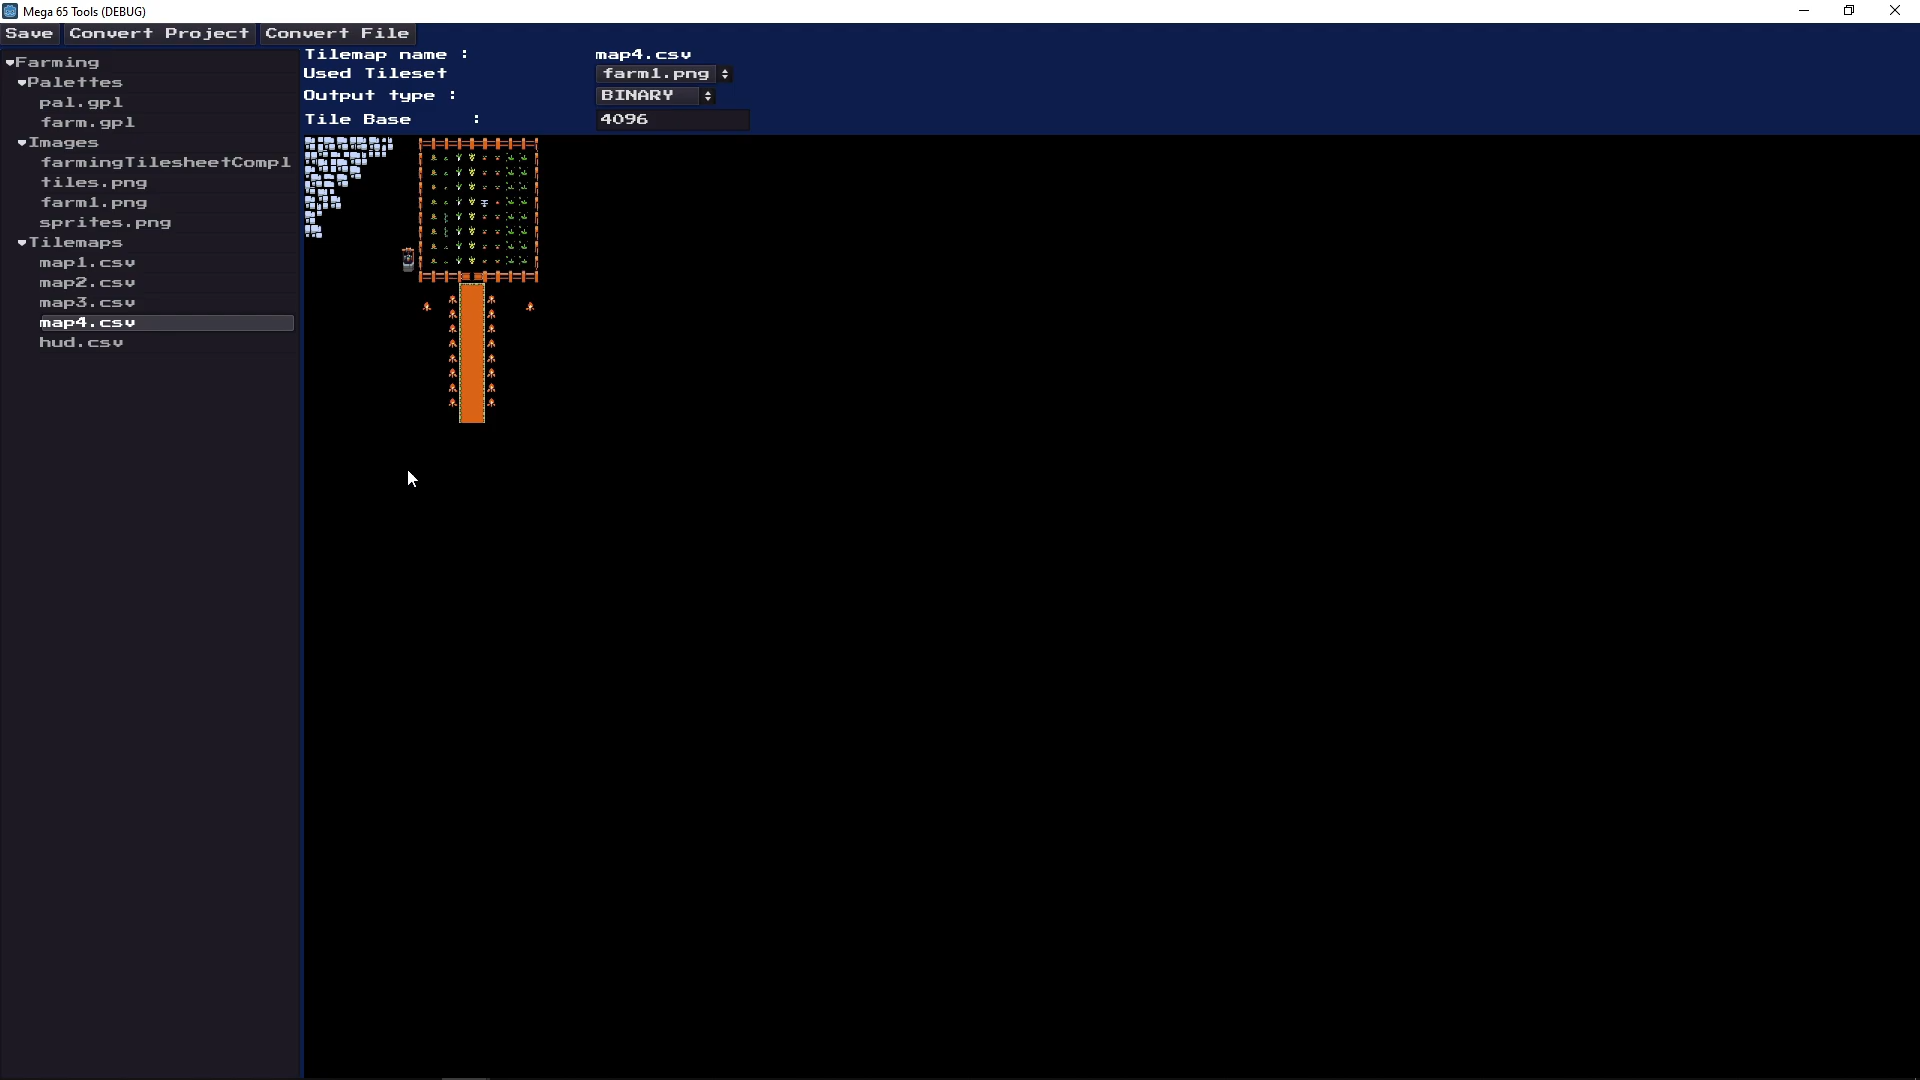 Mega 65 Tools (DEBUG)
Save Convert Project Convert File
Farming
Palettes
pal.gpl
farm.gpl
Images
farmingTilesheetCompl
tiles.png
farm1.png
sprites.png
Tilemaps
map1.csv
map2.csv
map3.csv
map4.csv
hud.csv
Tilemap name : map4.csv
Used Tileset farm1.png
Output type : BINARY
Tile Base : 4096